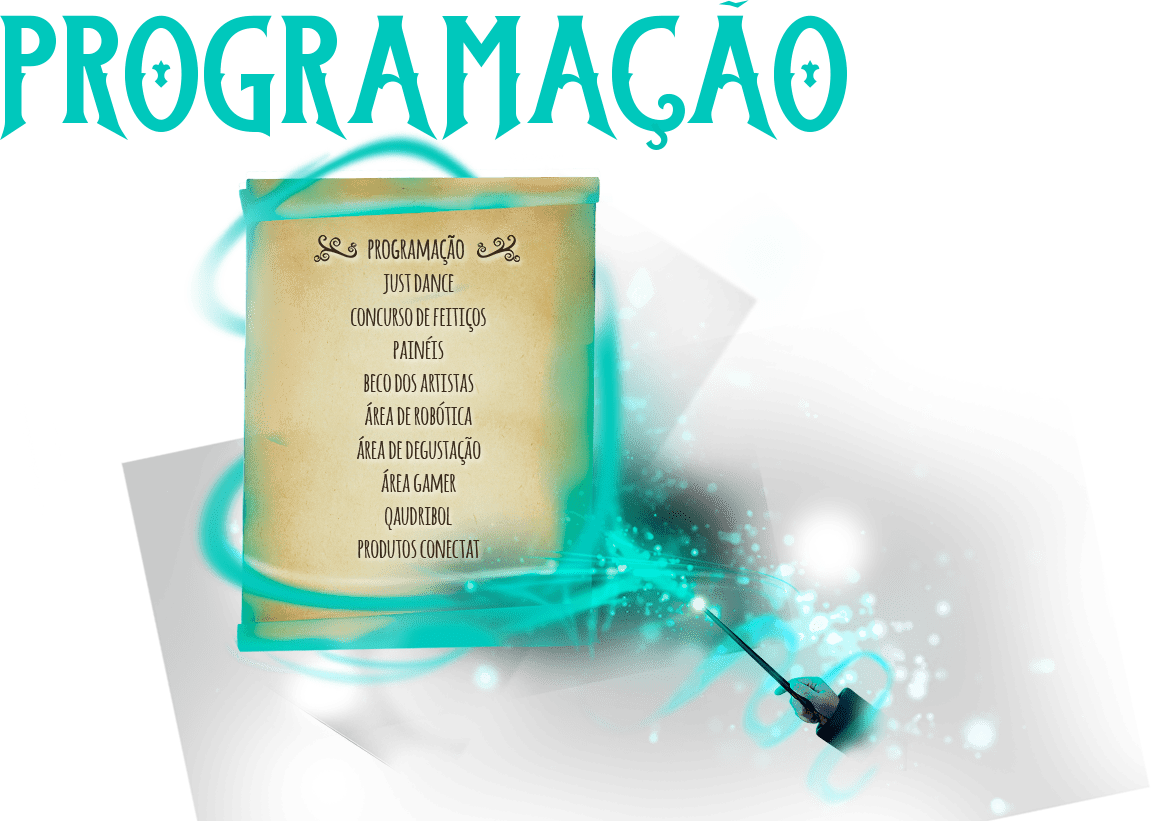 PROGRAMAÇÃO
PROGRAMAÇÃO
JUST DANCE
CONCURSO DE FEITIÇOS
PAINÉIS
BECO DOS ARTISTAS
ÁREA DE ROBÓTICA
ÁREA DE DEGUSTAÇÃO
ÁREA GAMER
QAUDRIBOL
PRODUTOS CONECTAT